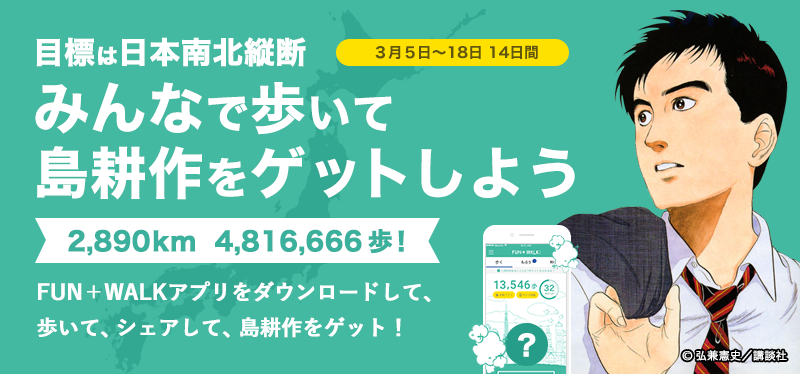 目標は日本南北縦断
3月5日〜18日 14日間
みんなで歩いて
島耕作をゲットしよう
2,890km 4,816,666歩!
FUN+WALKアプリをダウンロードして、
歩いて、シェアして、島耕作をゲット!
FUN+WALK
歩く
13,546歩
32
?
© 弘兼憲史／講談社